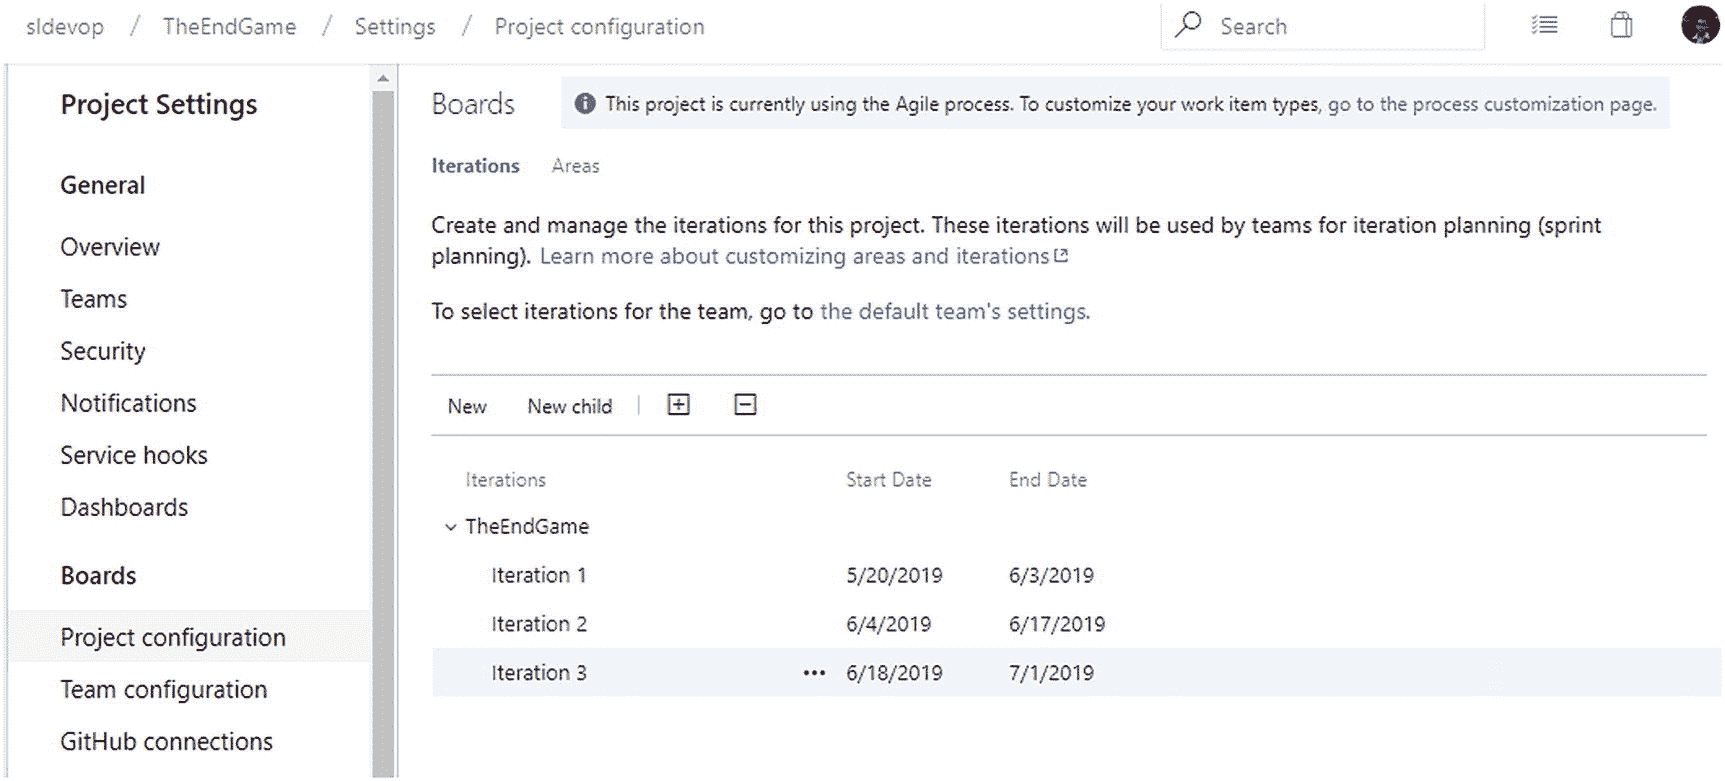 sldevop / TheEndGame / Settings / Project configuration
Search
Project Settings
General
Overview
Teams
Security
Notifications
Service hooks
Dashboards
Boards
Project configuration
Team configuration
GitHub connections
Boards
This project is currently using the Agile process. To customize your work item types, go to the process customization page.
Iterations Areas
Create and manage the iterations for this project. These iterations will be used by teams for iteration planning (sprint
planning). Learn more about customizing areas and iterations
To select iterations for the team, go to the default team's settings.
New New child
Iterations Start Date End Date
TheEndGame
Iteration 1 5/20/2019 6/3/2019
Iteration 2 6/4/2019 6/17/2019
Iteration 3 ••• 6/18/2019 7/1/2019